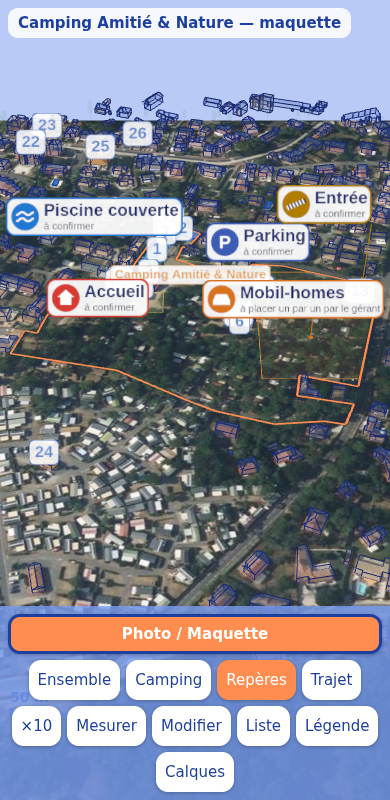 Camping Amitié & Nature — maquette
23
26
22
25
Entrée
à confirmer
Piscine couverte
à confirmer
2
Parking
à confirmer
1
Camping Amitié & Nature
Accueil
à confirmer
Mobil-homes
à placer un par un par le gérant
6
24
Photo / Maquette
Ensemble
Camping
Repères
Trajet
50
×10
Mesurer
Modifier
Liste
Légende
Calques